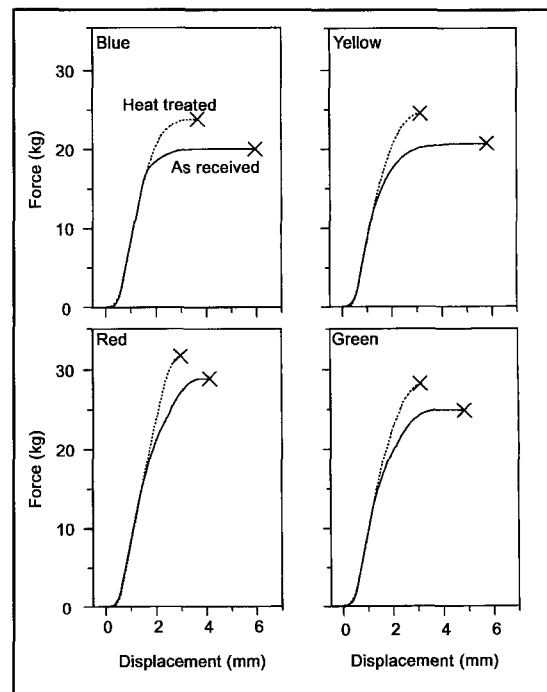 Blue
Yellow
Heat treated
As received
Force (kg)
30
20
10
0
Red
Green
Force (kg)
30
20
10
0
0 2 4 6
0 2 4 6
Displacement (mm)
Displacement (mm)